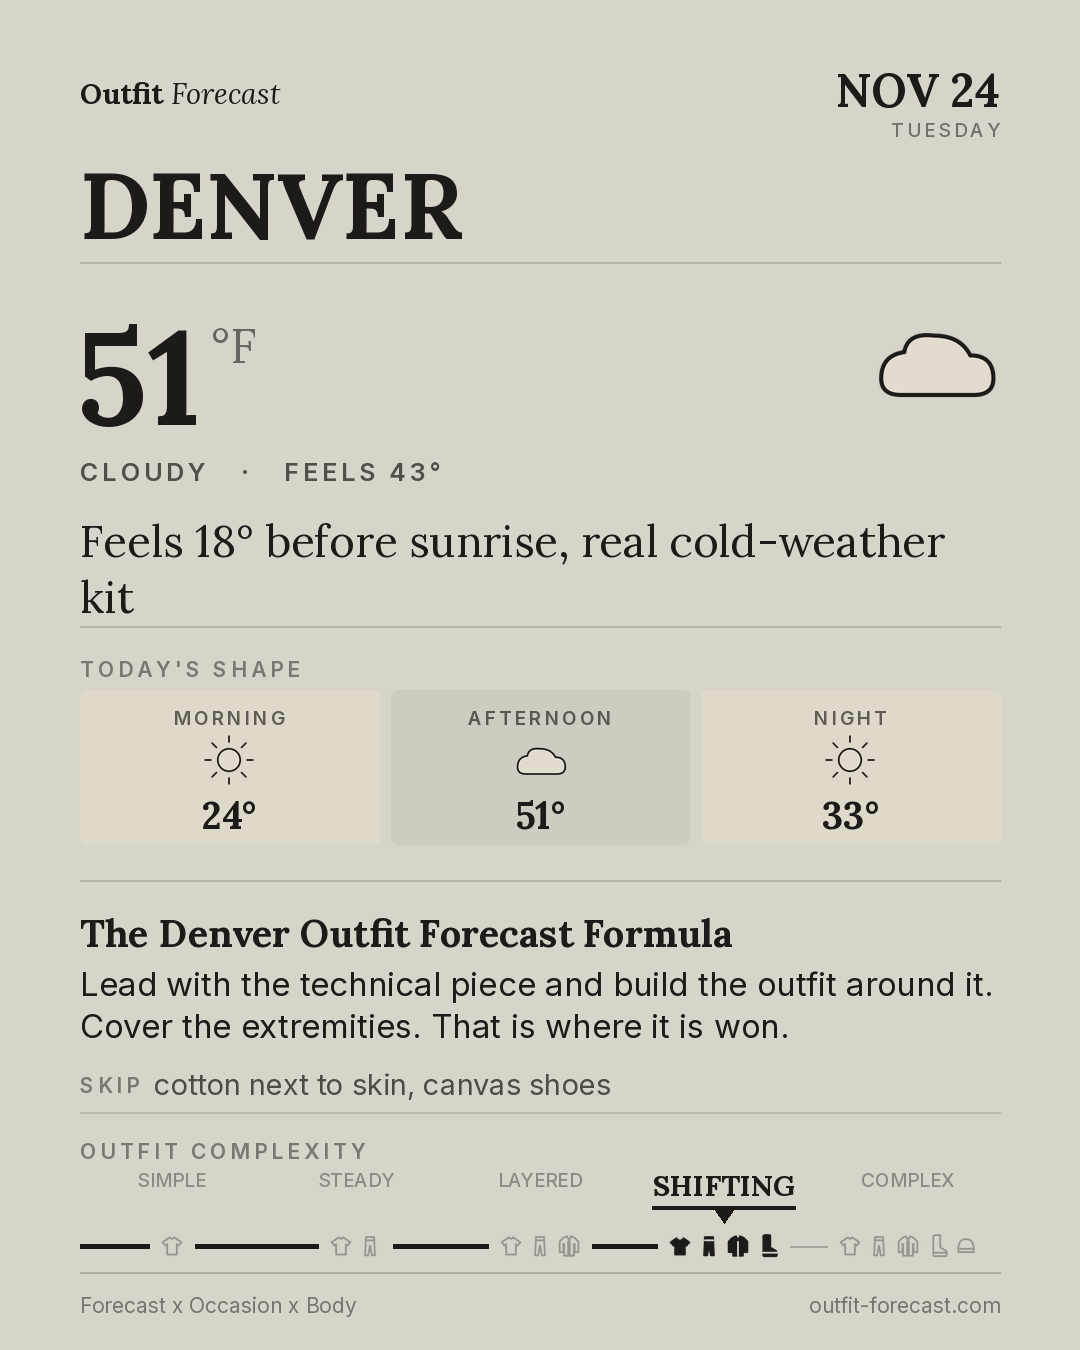 Outfit Forecast
NOV 24
TUESDAY
DENVER
51 °F
CLOUDY · FEELS 43°
Feels 18° before sunrise, real cold-weather
kit
TODAY'S SHAPE
MORNING AFTERNOON NIGHT
24° 51° 33°
The Denver Outfit Forecast Formula
Lead with the technical piece and build the outfit around it.
Cover the extremities. That is where it is won.
SKIP cotton next to skin, canvas shoes
OUTFIT COMPLEXITY
SIMPLE STEADY LAYERED SHIFTING COMPLEX
Forecast x Occasion x Body outfit-forecast.com